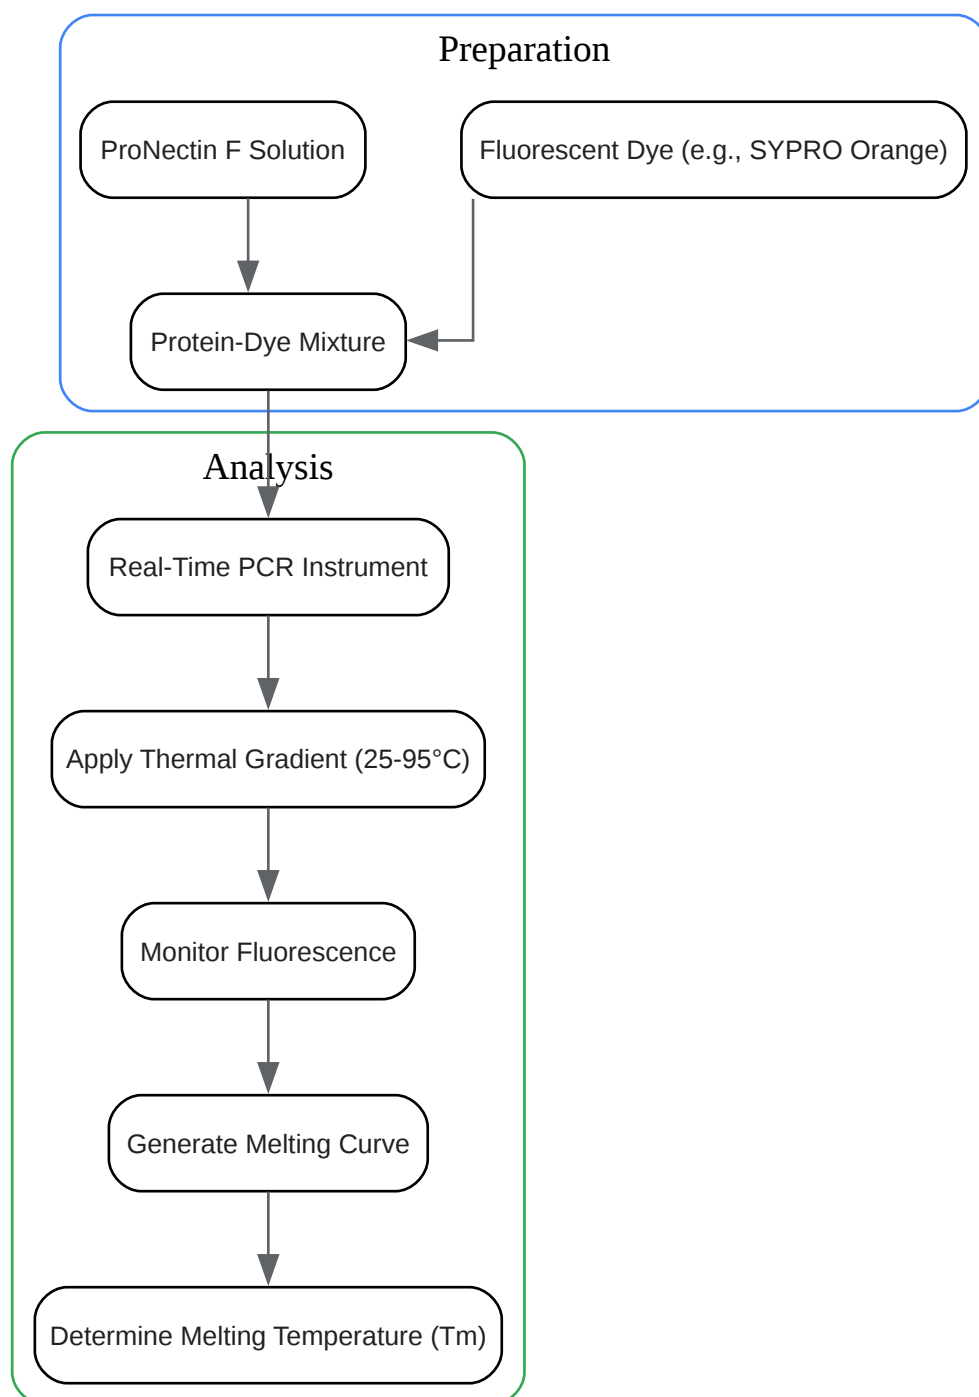 Preparation
ProNectin F Solution
Fluorescent Dye (e.g., SYPRO Orange)
Protein-Dye Mixture
Analysis
Real-Time PCR Instrument
Apply Thermal Gradient (25-95°C)
Monitor Fluorescence
Generate Melting Curve
Determine Melting Temperature (Tm)